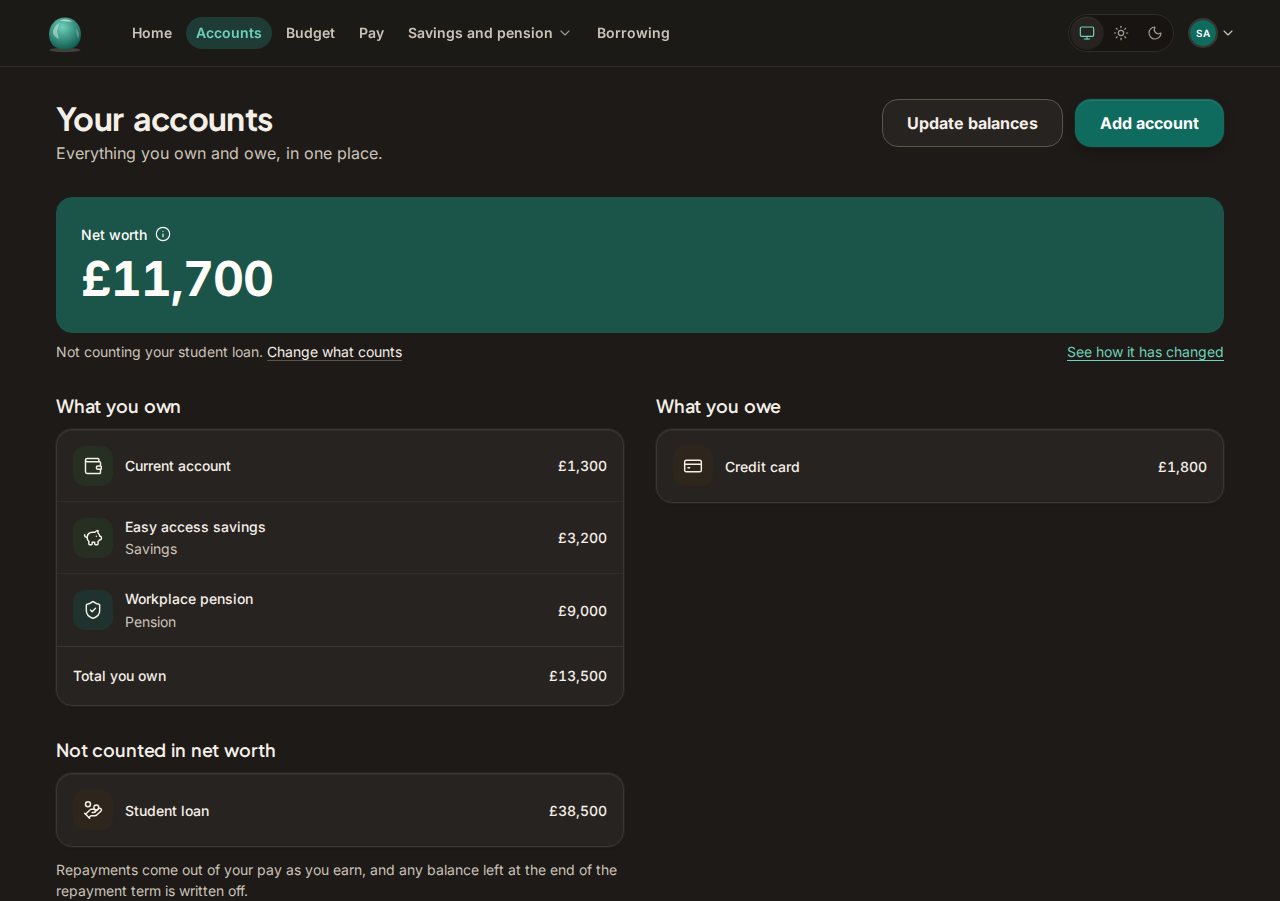 Home Accounts Budget Pay Savings and pension Borrowing SA
Your accounts
Everything you own and owe, in one place.
Update balances Add account
Net worth
£11,700
Not counting your student loan. Change what counts See how it has changed
What you own
Current account £1,300
Easy access savings
Savings
£3,200
Workplace pension
Pension
£9,000
Total you own £13,500
What you owe
Credit card £1,800
Not counted in net worth
Student loan £38,500
Repayments come out of your pay as you earn, and any balance left at the end of the
repayment term is written off.